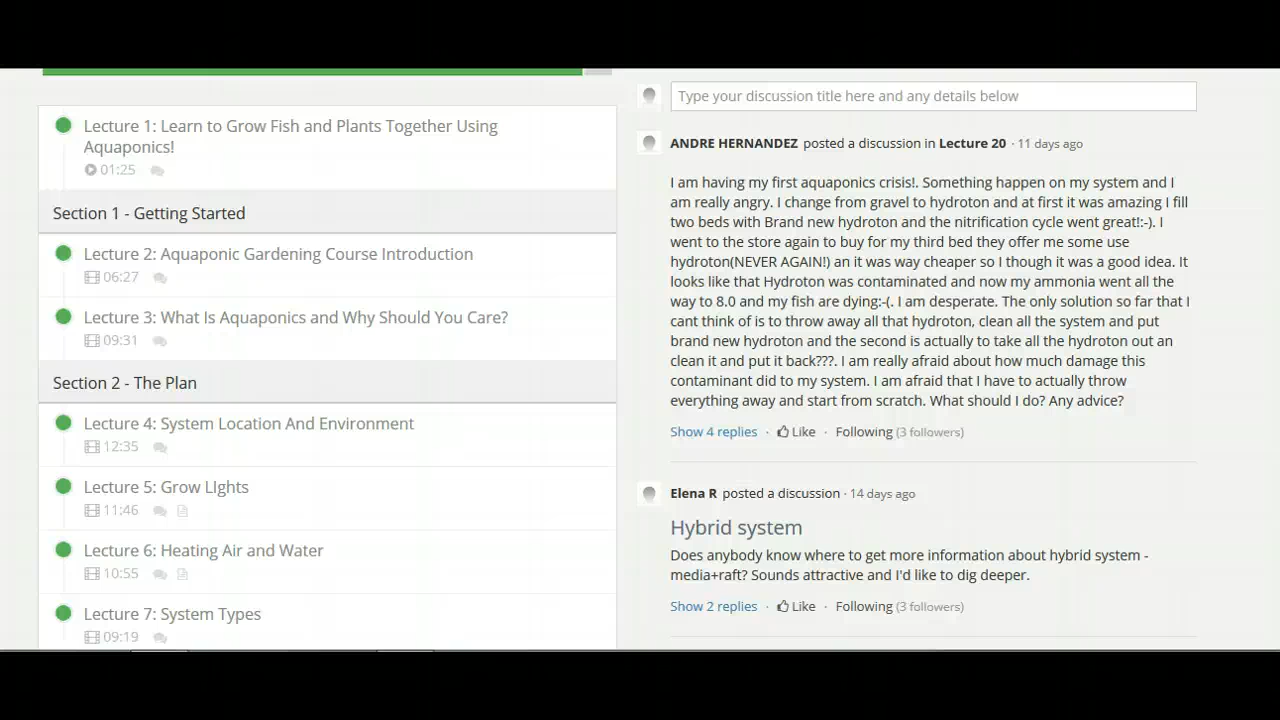 Lecture 1: Learn to Grow Fish and Plants Together Using
Aquaponics!
01:25
Section 1 - Getting Started
Lecture 2: Aquaponic Gardening Course Introduction
06:27
Lecture 3: What Is Aquaponics and Why Should You Care?
09:31
Section 2 - The Plan
Lecture 4: System Location And Environment
12:35
Lecture 5: Grow LIghts
11:46
Lecture 6: Heating Air and Water
10:55
Lecture 7: System Types
09:19
Type your discussion title here and any details below
ANDRE HERNANDEZ posted a discussion in Lecture 20 · 11 days ago
I am having my first aquaponics crisis!. Something happen on my system and I
am really angry. I change from gravel to hydroton and at first it was amazing I fill
two beds with Brand new hydroton and the nitrification cycle went great!:-). I
went to the store again to buy for my third bed they offer me some use
hydroton(NEVER AGAIN!) an it was way cheaper so I though it was a good idea. It
looks like that Hydroton was contaminated and now my ammonia went all the
way to 8.0 and my fish are dying:-(. I am desperate. The only solution so far that I
cant think of is to throw away all that hydroton, clean all the system and put
brand new hydroton and the second is actually to take all the hydroton out an
clean it and put it back???. I am really afraid about how much damage this
contaminant did to my system. I am afraid that I have to actually throw
everything away and start from scratch. What should I do? Any advice?
Show 4 replies · Like · Following (3 followers)
Elena R posted a discussion · 14 days ago
Hybrid system
Does anybody know where to get more information about hybrid system -
media+raft? Sounds attractive and I'd like to dig deeper.
Show 2 replies · Like · Following (3 followers)